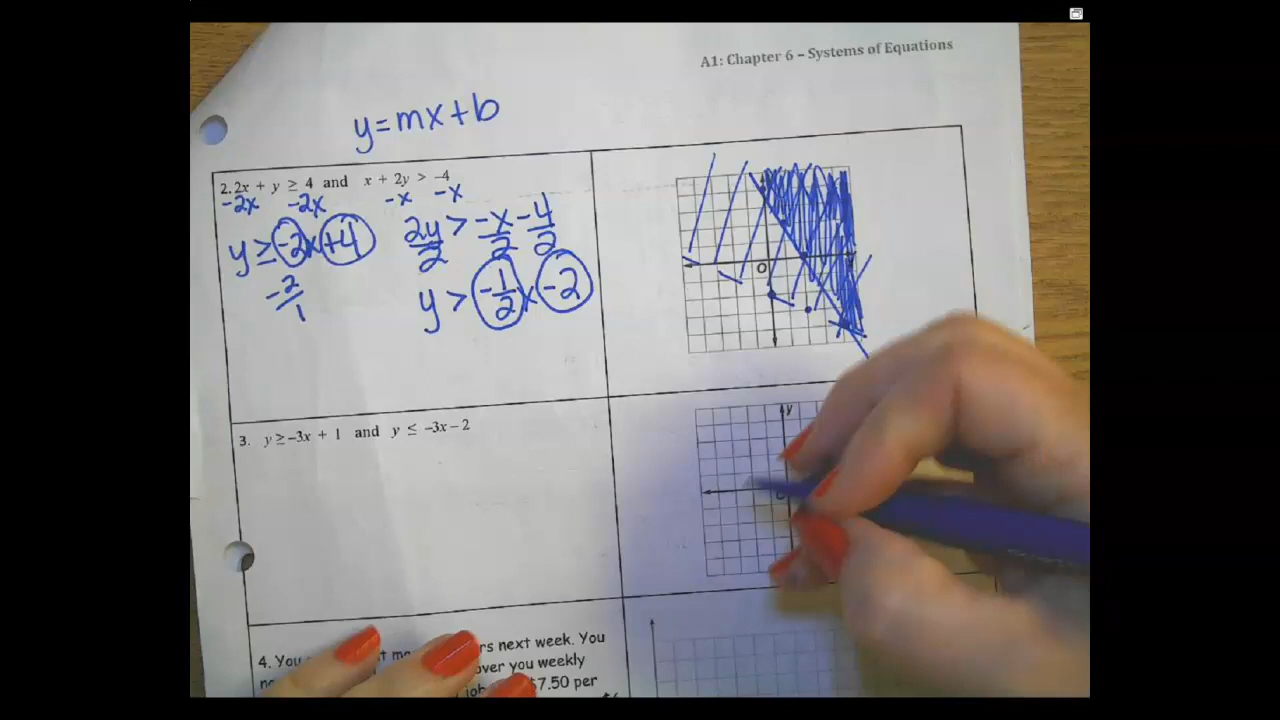 A1: Chapter 6 – Systems of Equations
y = mx + b
2. 2x + y ≥ 4 and x + 2y > -4
-2x -2x -x -x
y ≥ -2x +4
-2/1
2y/2 > -x/2 -4/2
y > -1/2 x -2
O
3. y ≥ –3x + 1 and y ≤ –3x – 2
y
4. You
rs next week. You
over you weekly
job
$7.50 per